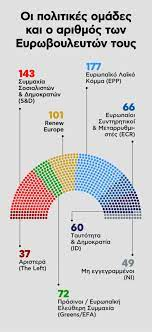 Οι πολιτικές ομάδες
και ο αριθμός των
Ευρωβουλευτών τους
177
Ευρωπαϊκό Λαϊκό
Κόμμα (EPP)
143
Συμμαχία
Σοσιαλιστών
& Δημοκρατών
(S&D)
101
Renew
Europe
66
Ευρωπαίοι
Συντηρητικοί
& Μεταρρυθμι-
στές (ECR)
37
Αριστερά
(The Left)
60
Ταυτότητα
& Δημοκρατία
(ID)
49
Μη εγγεγραμμένοι
(NI)
72
Πράσινοι / Ευρωπαϊκή
Ελεύθερη Συμμαχία
(Greens/EFA)